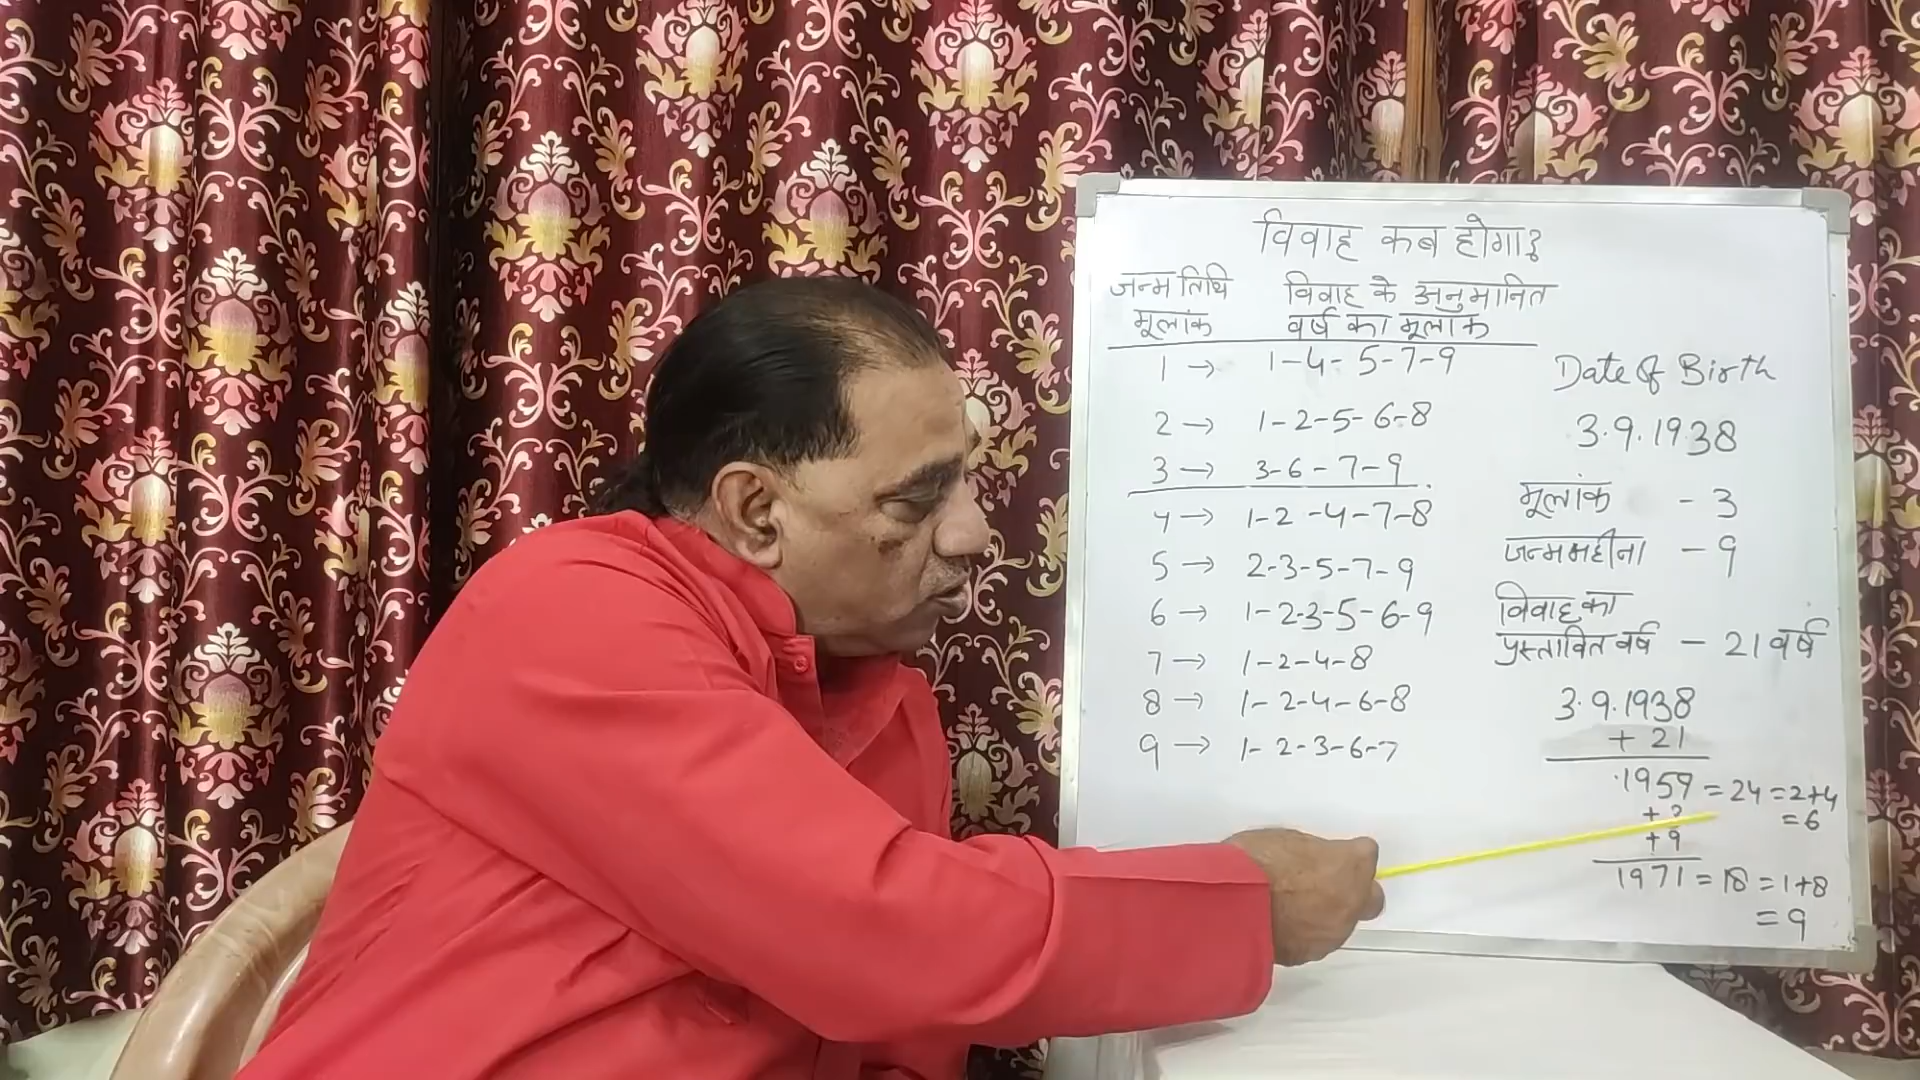 विवाह कब होगा?
जन्म तिथि विवाह के अनुमानित
मूलांक वर्ष का मूलांक
1 → 1-4-5-7-9
2 → 1-2-5-6-8
3 → 3-6-7-9
4 → 1-2-4-7-8
5 → 2-3-5-7-9
6 → 1-2-3-5-6-9
7 → 1-2-4-8
8 → 1-2-4-6-8
9 → 1-2-3-6-7
Date of Birth
3.9.1938
मूलांक - 3
जन्म महीना - 9
विवाह का
प्रस्तावित वर्ष - 21 वर्ष
3.9.1938
+ 21
1959 = 24 = 2+4
= 6
+ 3
+ 9
1971 = 18 = 1+8
= 9